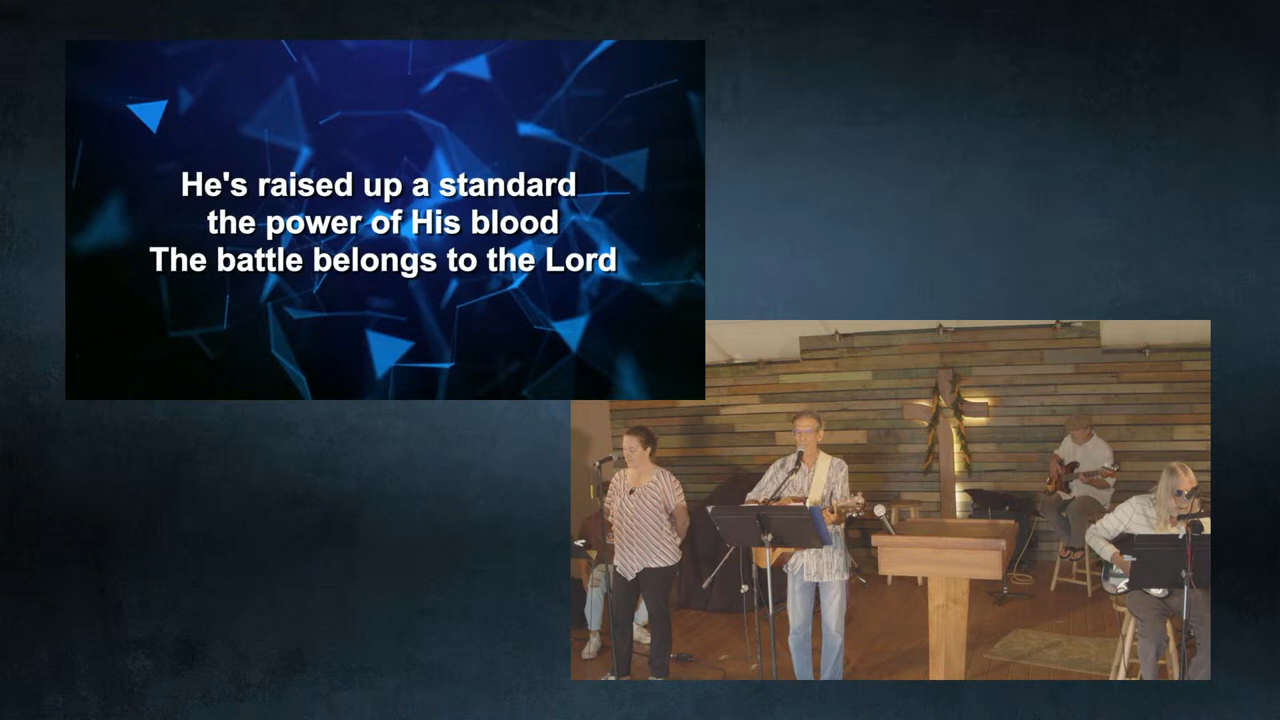 He's raised up a standard
the power of His blood
The battle belongs to the Lord